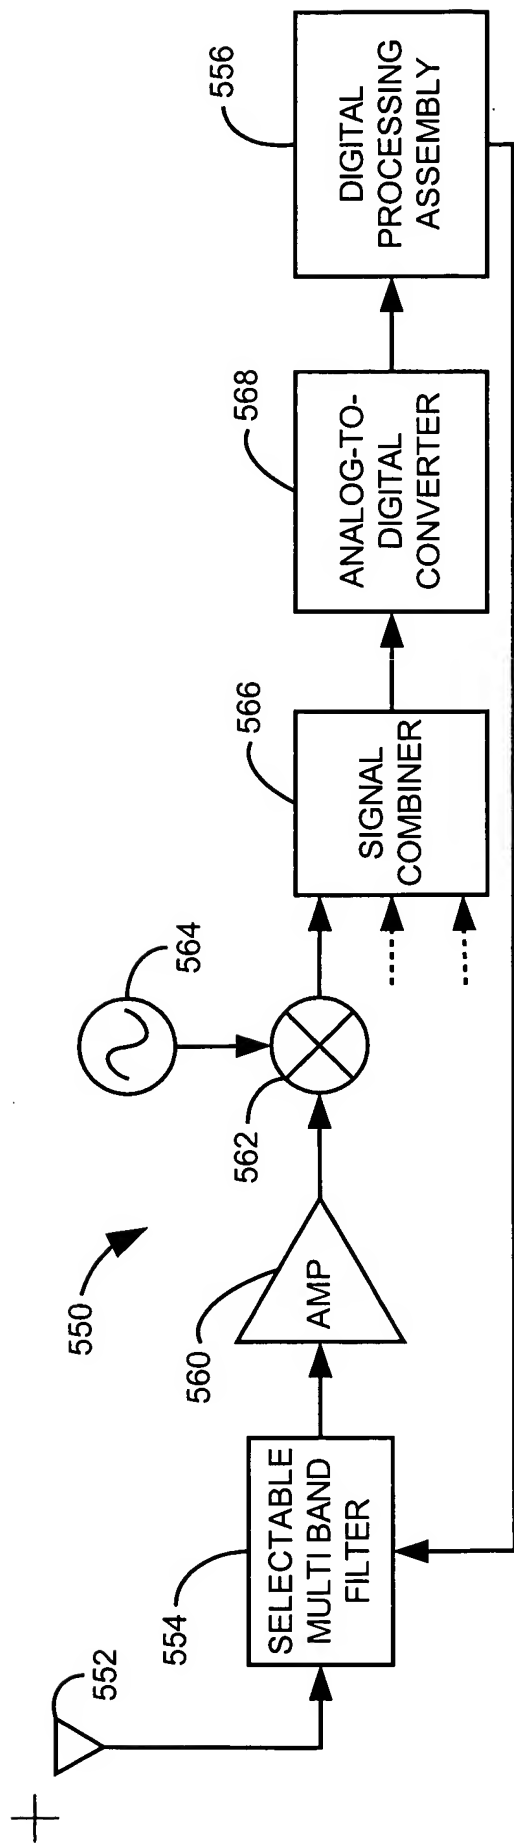 552
554
SELECTABLE
MULTI BAND
FILTER
550
560
AMP
562
564
566
SIGNAL
COMBINER
568
ANALOG-TO-
DIGITAL
CONVERTER
556
DIGITAL
PROCESSING
ASSEMBLY